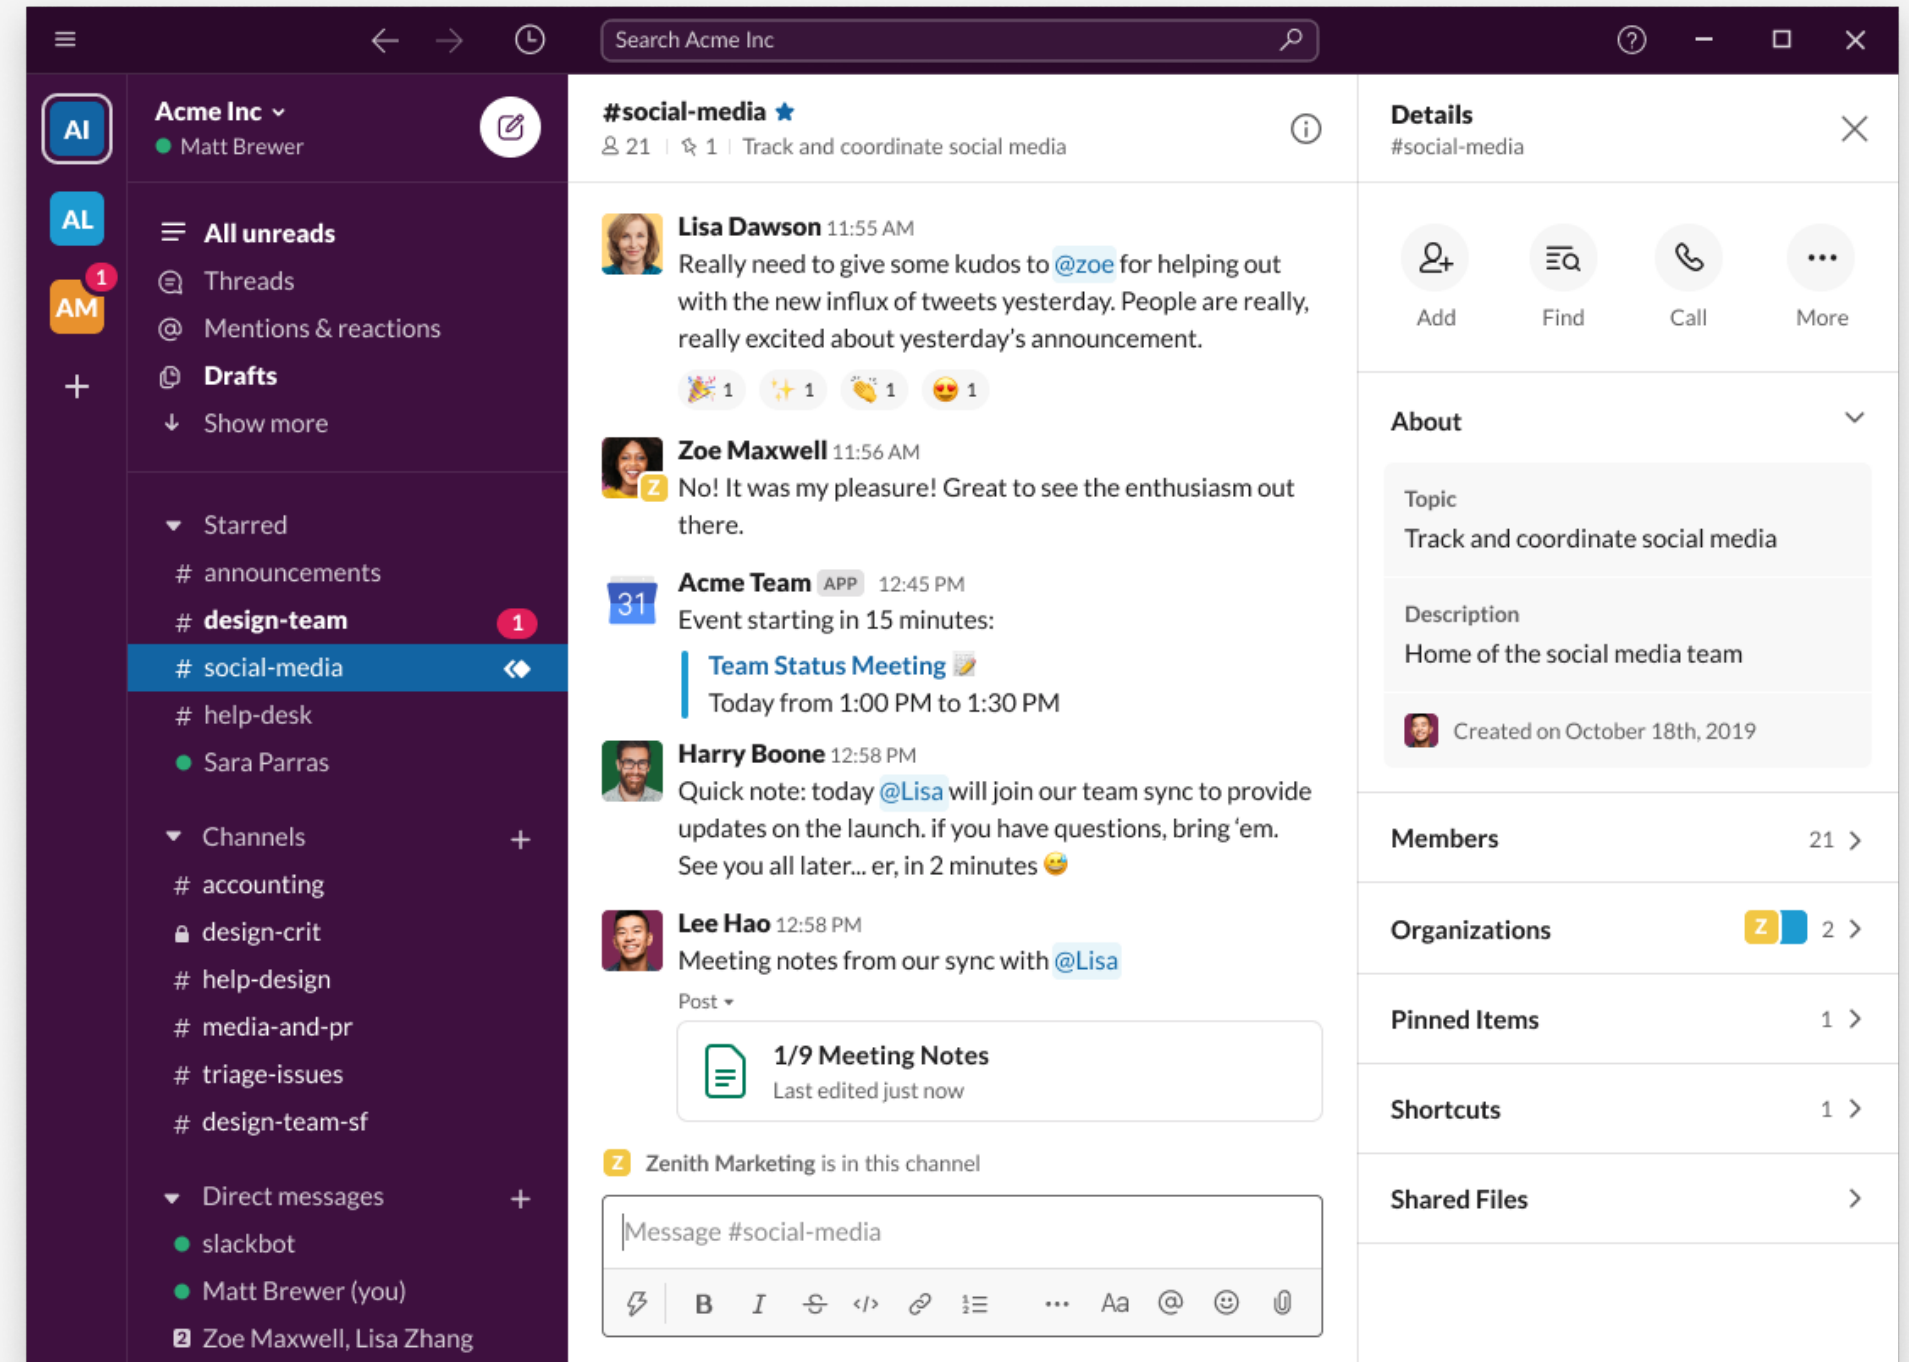 Search Acme Inc
AI
AL
AM
1
Acme Inc
Matt Brewer
All unreads
Threads
@ Mentions & reactions
Drafts
Show more
Starred
# announcements
# design-team 1
# social-media
# help-desk
Sara Parras
Channels +
# accounting
design-crit
# help-design
# media-and-pr
# triage-issues
# design-team-sf
Direct messages +
slackbot
Matt Brewer (you)
2 Zoe Maxwell, Lisa Zhang
#social-media
21 | 1 | Track and coordinate social media
Lisa Dawson 11:55 AM
Really need to give some kudos to @zoe for helping out
with the new influx of tweets yesterday. People are really,
really excited about yesterday’s announcement.
1 1 1 1
Zoe Maxwell 11:56 AM
Z
No! It was my pleasure! Great to see the enthusiasm out
there.
31
Acme Team APP 12:45 PM
Event starting in 15 minutes:
Team Status Meeting
Today from 1:00 PM to 1:30 PM
Harry Boone 12:58 PM
Quick note: today @Lisa will join our team sync to provide
updates on the launch. if you have questions, bring ‘em.
See you all later... er, in 2 minutes
Lee Hao 12:58 PM
Meeting notes from our sync with @Lisa
Post
1/9 Meeting Notes
Last edited just now
Z Zenith Marketing is in this channel
Message #social-media
B I S </> Aa @
Details
#social-media
Add Find Call More
About
Topic
Track and coordinate social media
Description
Home of the social media team
Created on October 18th, 2019
Members 21
Organizations Z 2
Pinned Items 1
Shortcuts 1
Shared Files